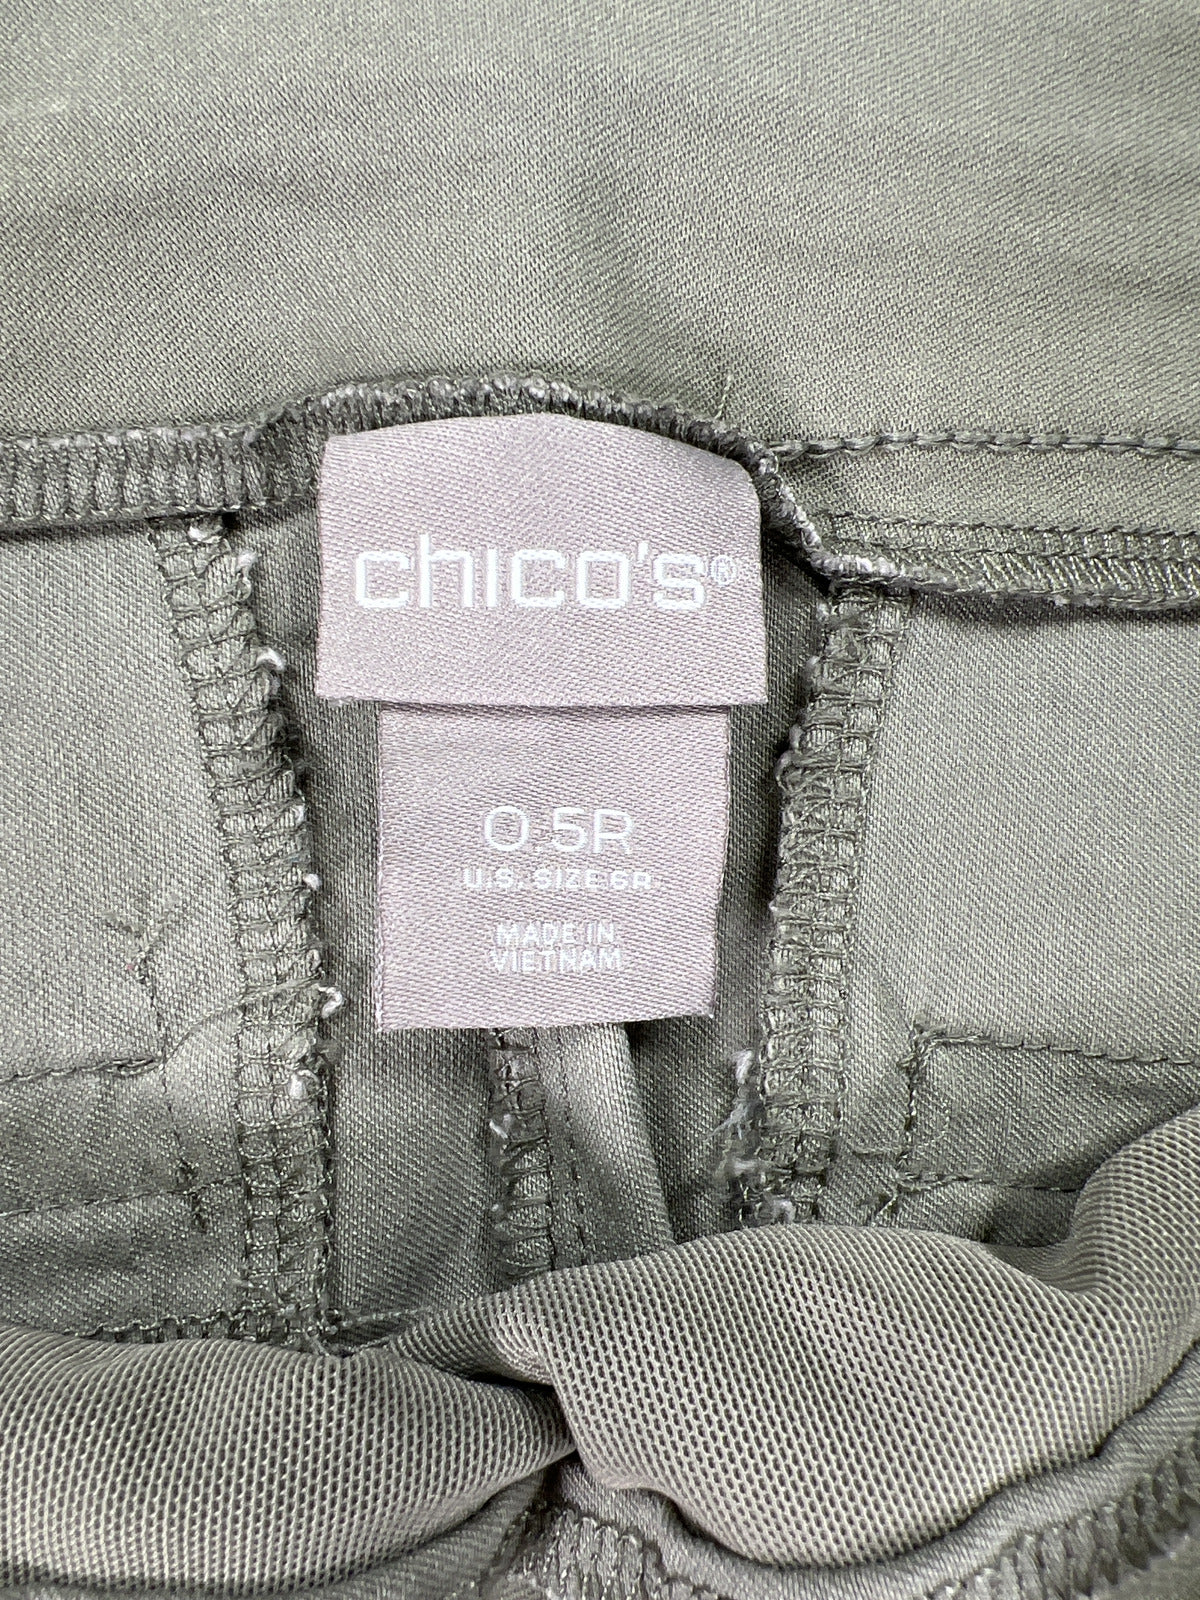 chico's®
0.5R
U.S. SIZE 6R
MADE IN
VIETNAM